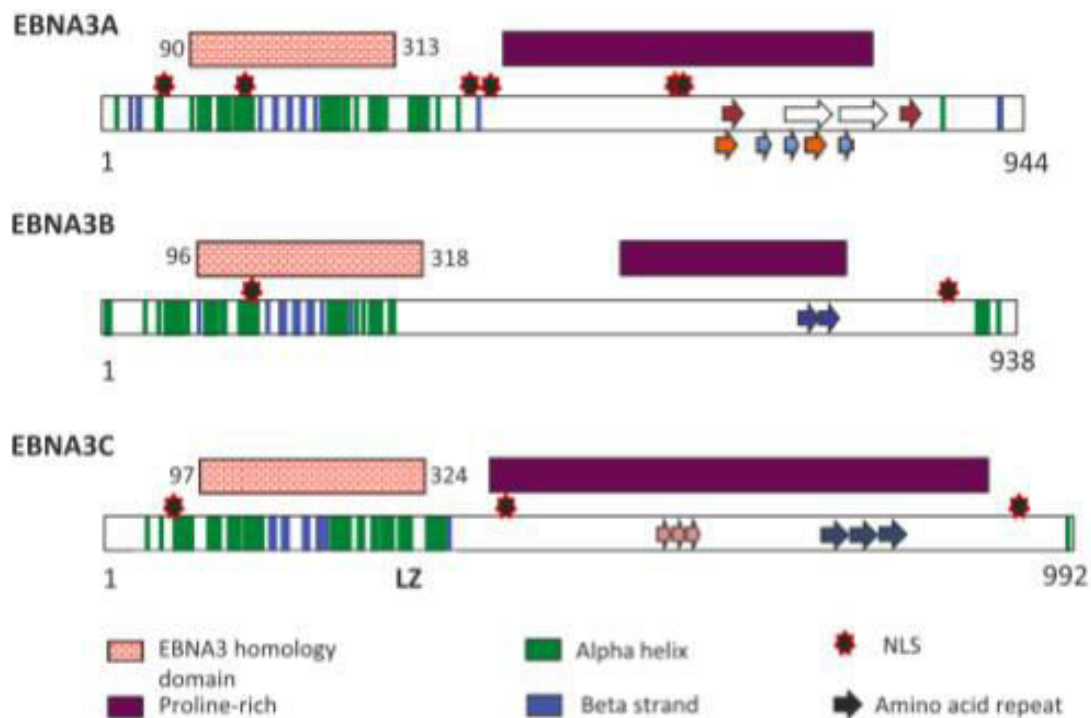 EBNA3A
90 313
1 944
EBNA3B
96 318
1 938
EBNA3C
97 324
1 LZ 992
EBNA3 homology domain
Alpha helix
NLS
Proline-rich
Beta strand
Amino acid repeat